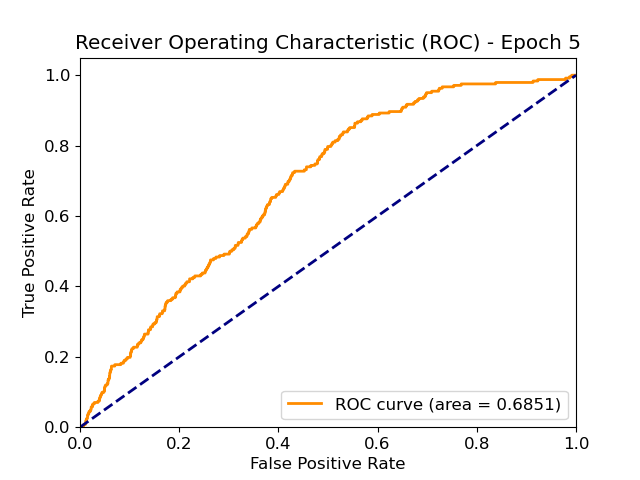 Receiver Operating Characteristic (ROC) - Epoch 5
True Positive Rate
1.0
0.8
0.6
0.4
0.2
0.0
ROC curve (area = 0.6851)
0.0 0.2 0.4 0.6 0.8 1.0
False Positive Rate